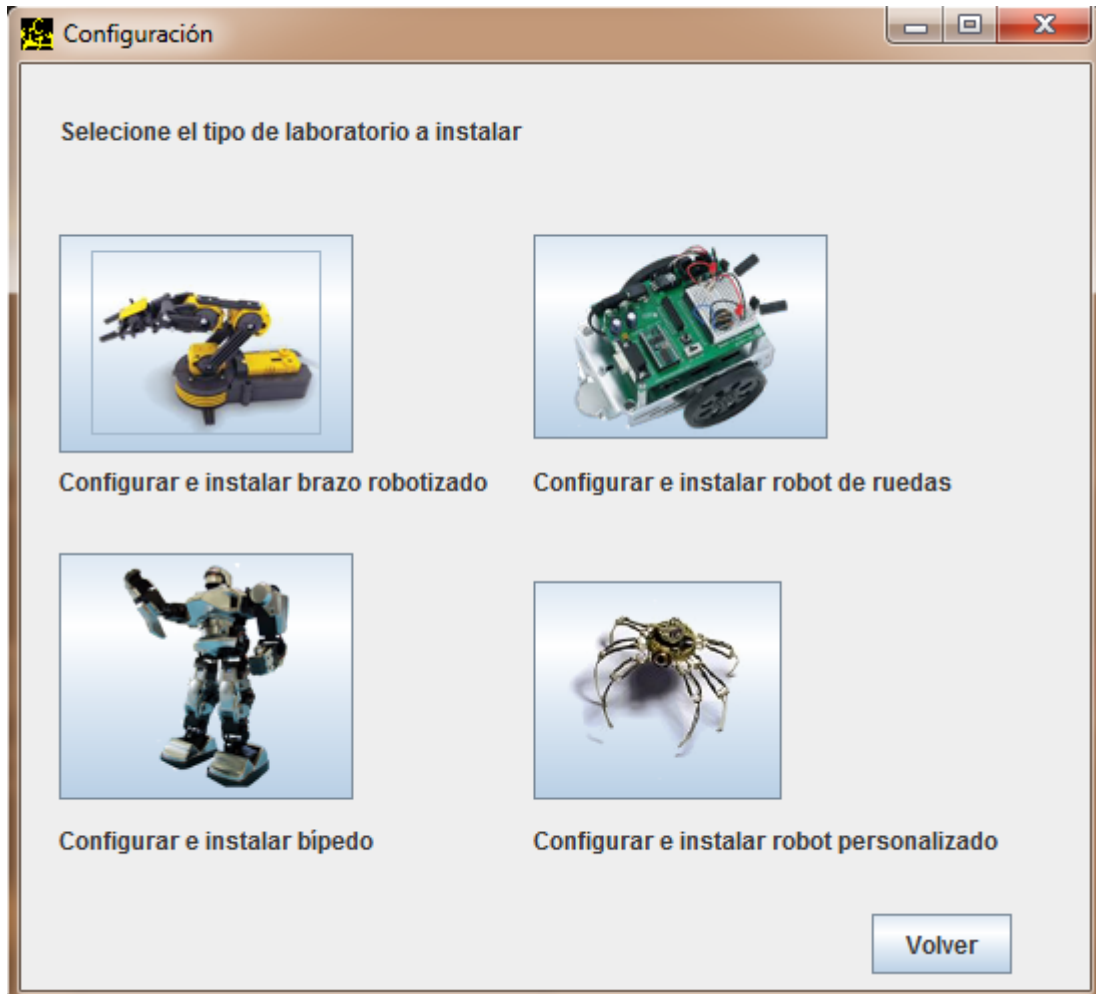 Configuración
Selecione el tipo de laboratorio a instalar
Configurar e instalar brazo robotizado
Configurar e instalar robot de ruedas
Configurar e instalar bípedo
Configurar e instalar robot personalizado
Volver